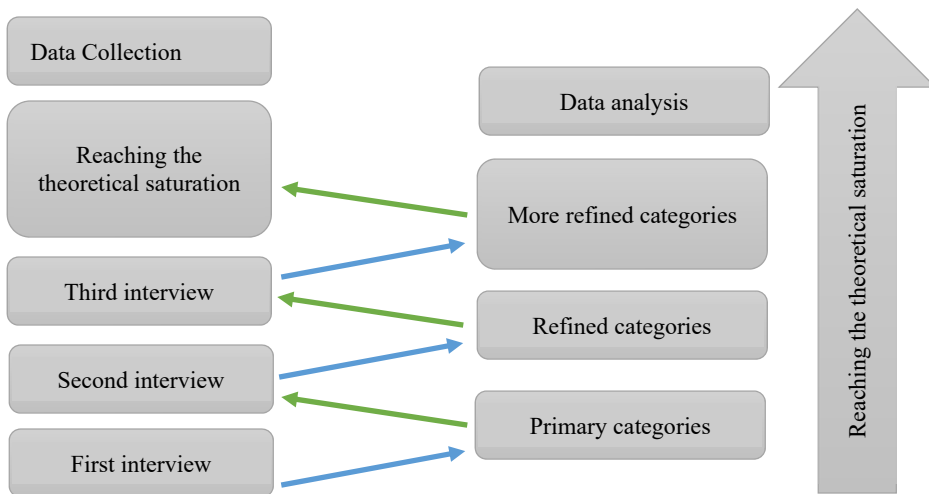 Data Collection
Reaching the
theoretical saturation
Third interview
Second interview
First interview
Data analysis
More refined categories
Refined categories
Primary categories
Reaching the theoretical saturation